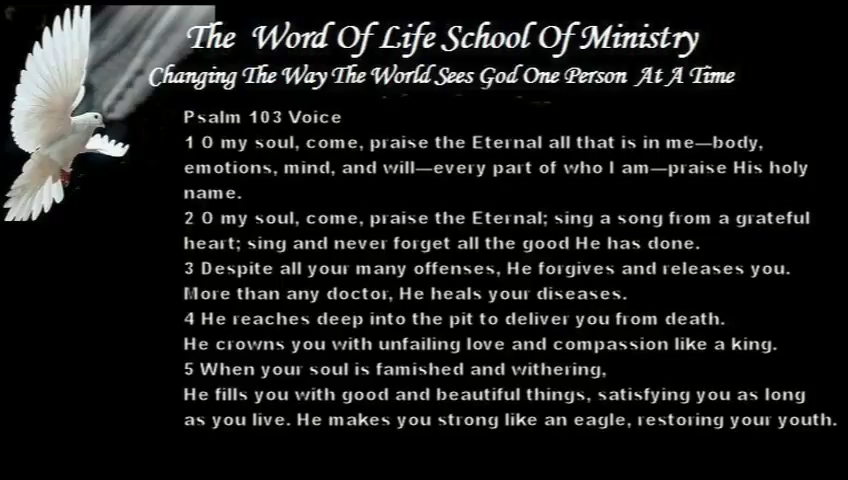 The Word Of Life School Of Ministry
Changing The Way The World Sees God One Person At A Time
Psalm 103 Voice
1 O my soul, come, praise the Eternal all that is in me—body,
emotions, mind, and will—every part of who I am—praise His holy
name.
2 O my soul, come, praise the Eternal; sing a song from a grateful
heart; sing and never forget all the good He has done.
3 Despite all your many offenses, He forgives and releases you.
More than any doctor, He heals your diseases.
4 He reaches deep into the pit to deliver you from death.
He crowns you with unfailing love and compassion like a king.
5 When your soul is famished and withering,
He fills you with good and beautiful things, satisfying you as long
as you live. He makes you strong like an eagle, restoring your youth.